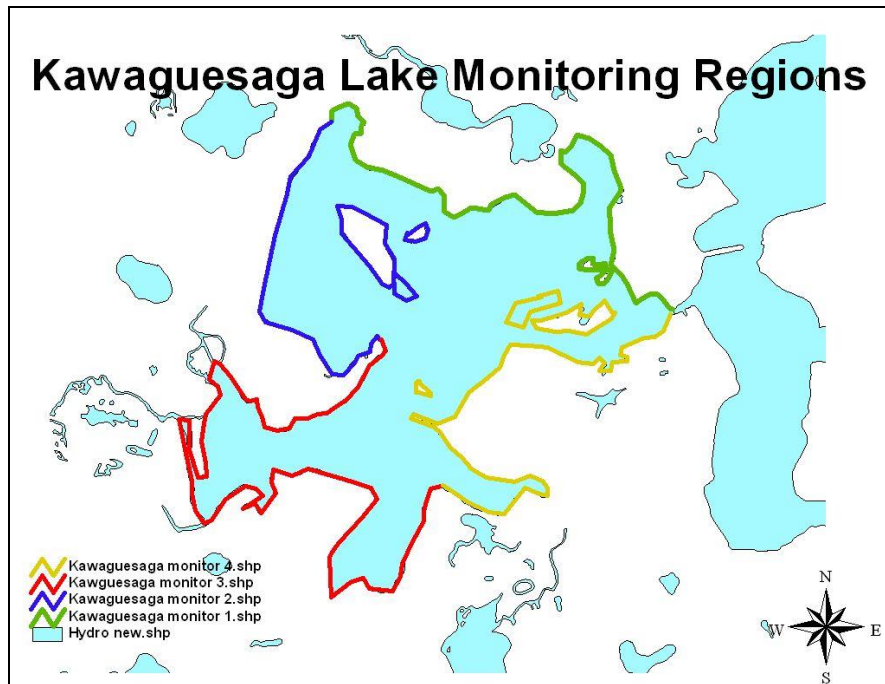 Kawaguesaga Lake Monitoring Regions
Kawaguesaga monitor 4.shp
Kawguesaga monitor 3.shp
Kawaguesaga monitor 2.shp
Kawaguesaga monitor 1.shp
Hydro new.shp
N
W E
S